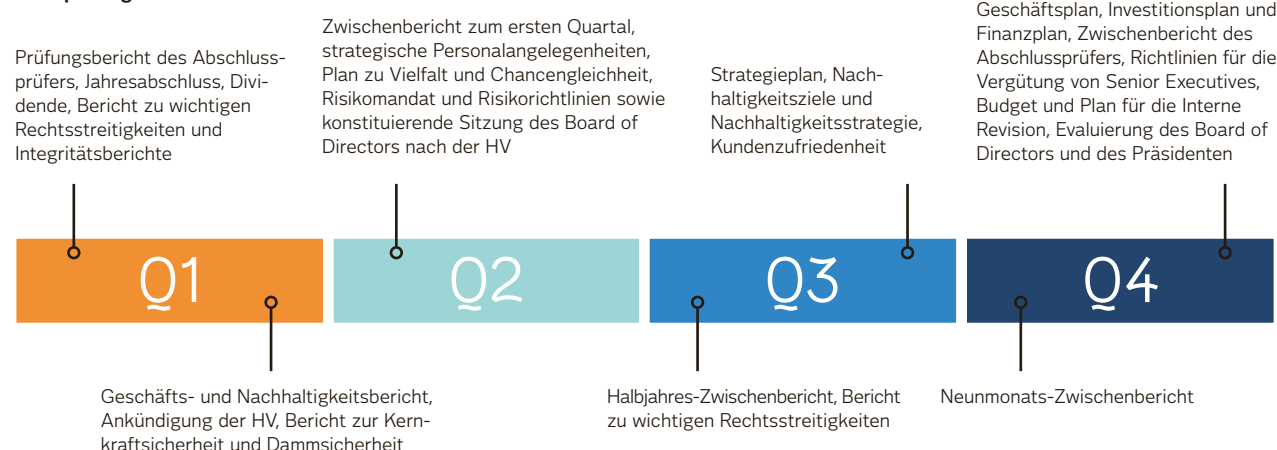 Prüfungsbericht des Abschluss-
prüfers, Jahresabschluss, Divi-
dende, Bericht zu wichtigen
Rechtsstreitigkeiten und
Integritätsberichte
Zwischenbericht zum ersten Quartal,
strategische Personalangelegenheiten,
Plan zu Vielfalt und Chancengleichheit,
Risikomandat und Risikorichtlinien sowie
konstituierende Sitzung des Board of
Directors nach der HV
Strategieplan, Nach-
haltigkeitsziele und
Nachhaltigkeitsstrategie,
Kundenzufriedenheit
Geschäftsplan, Investitionsplan und
Finanzplan, Zwischenbericht des
Abschlussprüfers, Richtlinien für die
Vergütung von Senior Executives,
Budget und Plan für die Interne
Revision, Evaluierung des Board of
Directors und des Präsidenten
Q1
Q2
Q3
Q4
Geschäfts- und Nachhaltigkeitsbericht,
Ankündigung der HV, Bericht zur Kern-
kraftsicherheit und Dammsicherheit
Halbjahres-Zwischenbericht, Bericht
zu wichtigen Rechtsstreitigkeiten
Neunmonats-Zwischenbericht